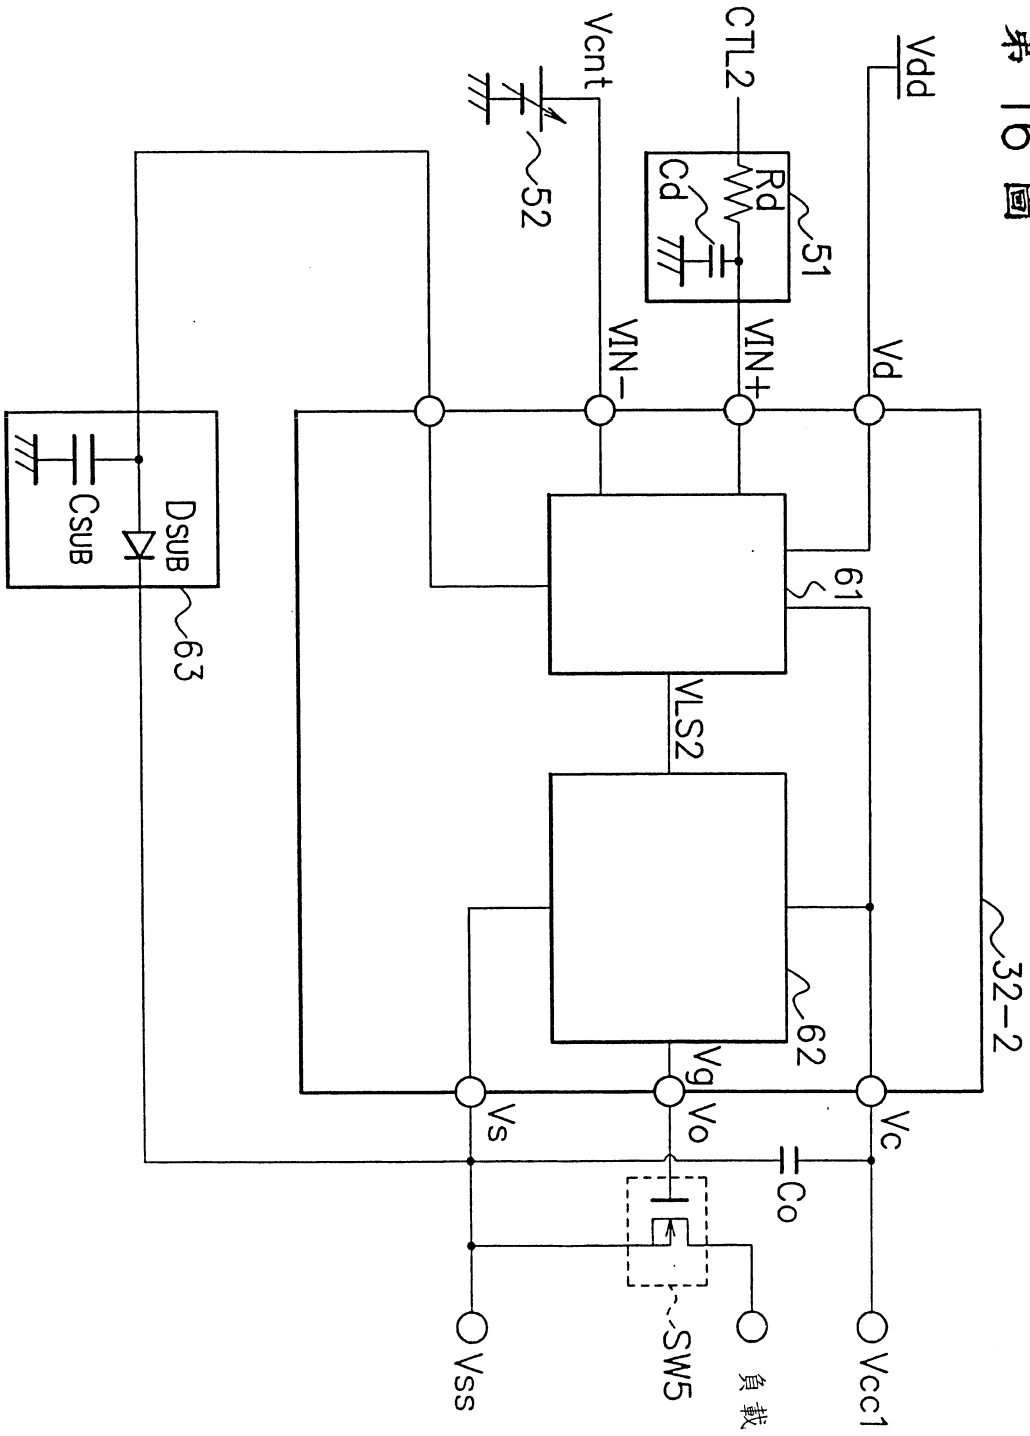 第 16 圖
Vdd
CTL2
Vcnt
52
Rd
Cd
51
Vd
VIN+
VIN-
61
VLS2
62
32-2
DSUB
CSUB
63
Vg
Vc
Vo
Vs
Co
SW5
Vcc1
負載
Vss